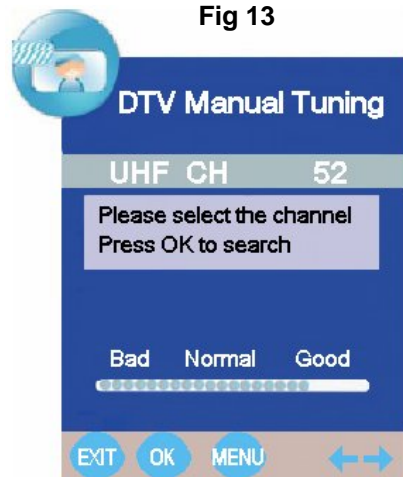 Fig 13
DTV Manual Tuning
UHF CH 52
Please select the channel
Press OK to search
Bad Normal Good
EXIT OK MENU